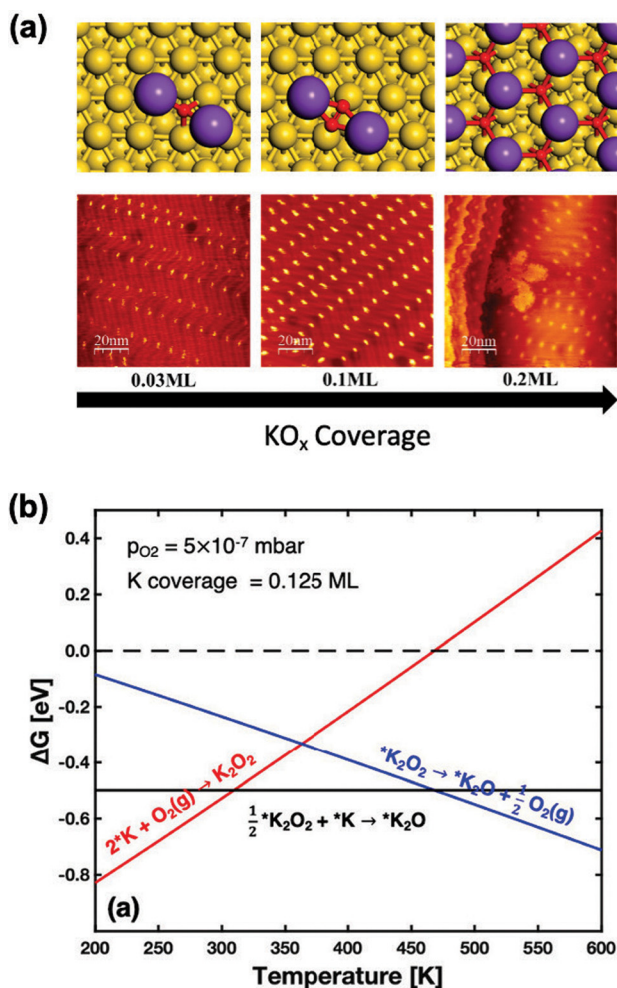 (a)
20nm 20nm 20nm
0.03ML 0.1ML 0.2ML
KOₓ Coverage
(b)
p_O2 = 5×10⁻⁷ mbar
K coverage = 0.125 ML
0.4
0.2
0.0
-0.2
-0.4
-0.6
-0.8
ΔG [eV]
2*K + O₂(g) → K₂O₂
*K₂O₂ → *K₂O + ½ O₂(g)
½ *K₂O₂ + *K → *K₂O
(a)
200 250 300 350 400 450 500 550 600
Temperature [K]